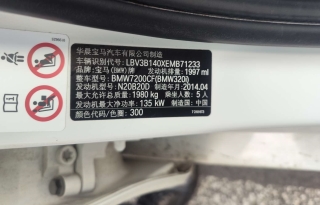 华晨宝马汽车有限公司制造
车辆识别代号: LBV3B140XEMB71233
品牌: 宝马(BMW) 发动机排量: 1997 ml
整车型号: BMW7200CF(BMW320i)
发动机型号: N20B20D 制造年月: 2014.04
最大允许总质量: 1980 kg 乘坐人数: 5 人
发动机最大净功率: 135 kW 制造国: 中国
颜色代码/色圈: 300